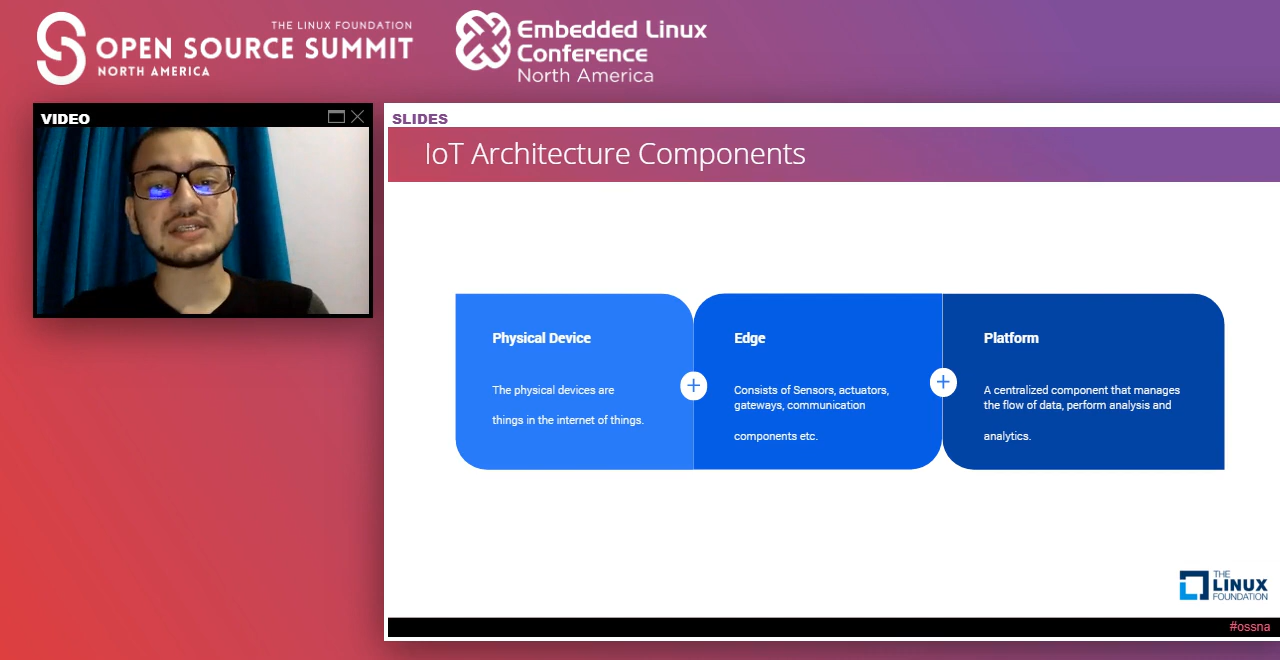 THE LINUX FOUNDATION
OPEN SOURCE SUMMIT
NORTH AMERICA
Embedded Linux
Conference
North America
VIDEO
SLIDES
IoT Architecture Components
Physical Device
The physical devices are
things in the internet of things.
Edge
Consists of Sensors, actuators,
gateways, communication
components etc.
Platform
A centralized component that manages
the flow of data, perform analysis and
analytics.
THE
LINUX
FOUNDATION
#ossna